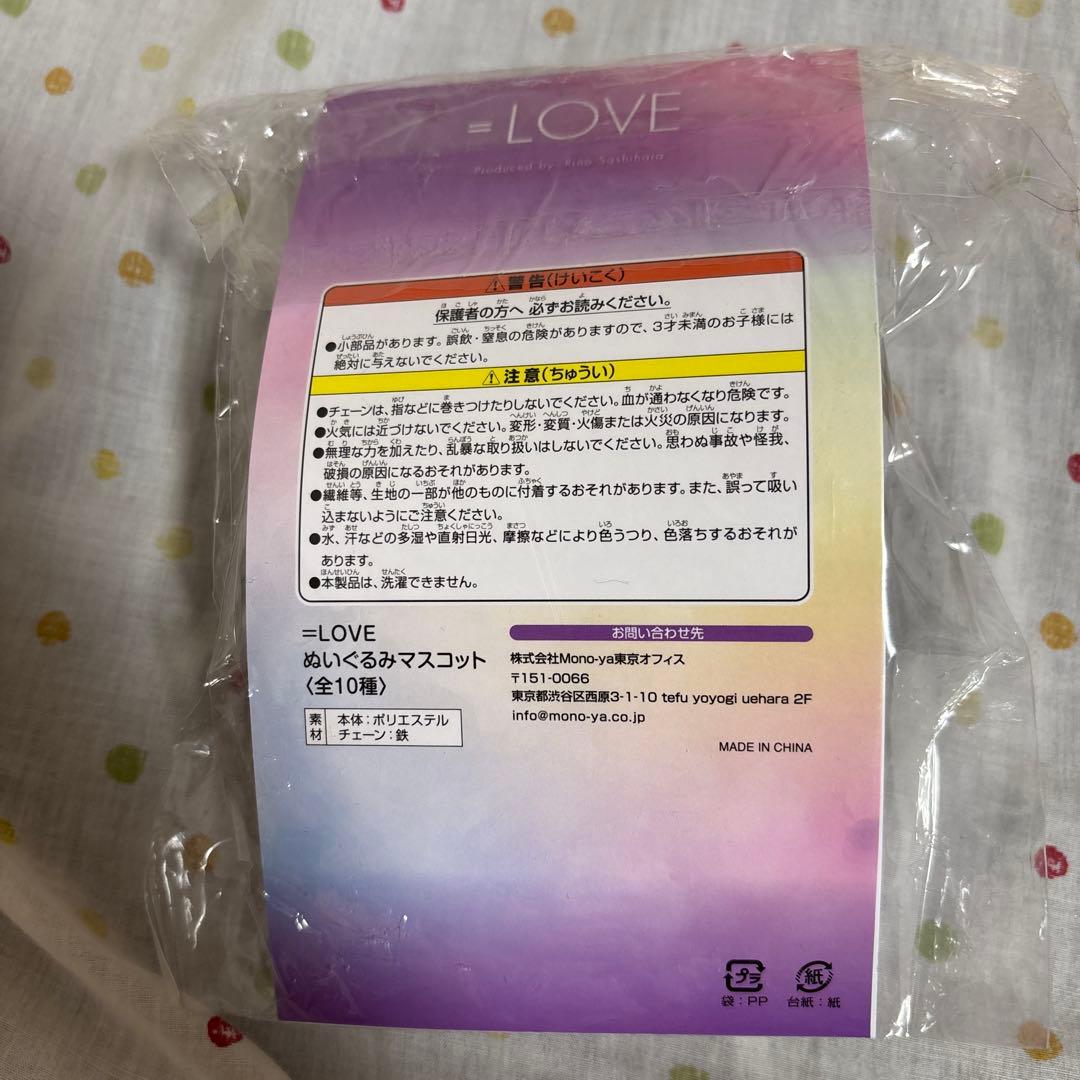 =LOVE
Produced by Rino Sashihara
⚠警告(けいこく)
保護者の方へ 必ずお読みください。
●小部品があります。誤飲・窒息の危険がありますので、3才未満のお子様には
絶対に与えないでください。
⚠注意(ちゅうい)
●チェーンは、指などに巻きつけたりしないでください。血が通わなくなり危険です。
●火気には近づけないでください。変形・変質・火傷または火災の原因になります。
●無理な力を加えたり、乱暴な取り扱いはしないでください。思わぬ事故や怪我、
破損の原因になるおそれがあります。
●繊維等、生地の一部が他のものに付着するおそれがあります。また、誤って吸い
込まないようにご注意ください。
●水、汗などの多湿や直射日光、摩擦などにより色うつり、色落ちするおそれが
あります。
●本製品は、洗濯できません。
=LOVE
ぬいぐるみマスコット
〈全10種〉
素材
本体:ポリエステル
チェーン:鉄
お問い合わせ先
株式会社Mono-ya東京オフィス
〒151-0066
東京都渋谷区西原3-1-10 tefu yoyogi uehara 2F
info@mono-ya.co.jp
MADE IN CHINA
プラ
袋:PP
紙
台紙:紙